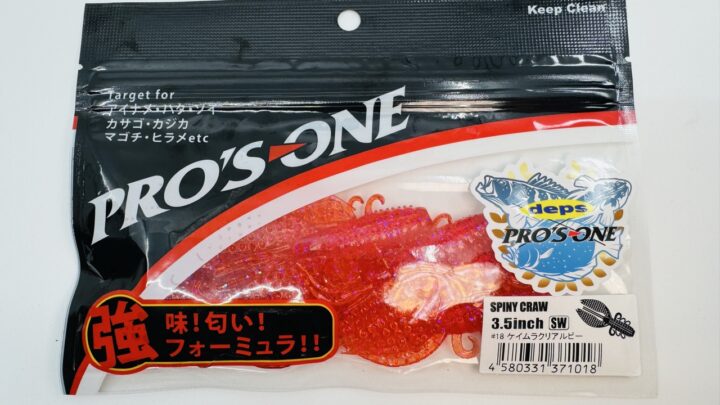 Keep Clean
Target for
アイナメ・ハタ・ソイ
カサゴ・カジカ
マゴチ・ヒラメetc
PRO'S-ONE
deps
PRO'S-ONE
強
味!匂い!
フォーミュラ!!
SPINY CRAW
3.5inch SW
#18 ケイムラクリアルビー
4 580331 371018